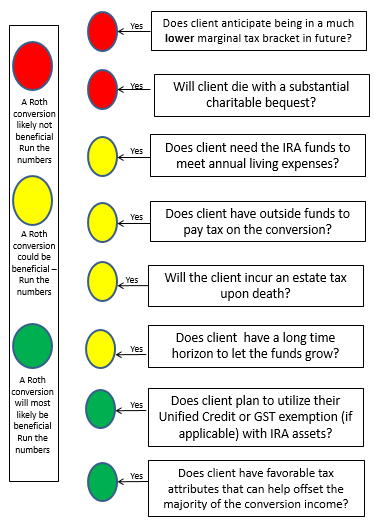 A Roth
conversion
likely not
beneficial
Run the
numbers
A Roth
conversion
could be
beneficial –
Run the
numbers
A Roth
conversion
will most
likely be
beneficial
Run the
numbers
Yes
Does client anticipate being in a much
lower marginal tax bracket in future?
Yes
Will client die with a substantial
charitable bequest?
Yes
Does client need the IRA funds to
meet annual living expenses?
Yes
Does client have outside funds to
pay tax on the conversion?
Yes
Will the client incur an estate tax
upon death?
Yes
Does client have a long time
horizon to let the funds grow?
Yes
Does client plan to utilize their
Unified Credit or GST exemption (if
applicable) with IRA assets?
Yes
Does client have favorable tax
attributes that can help offset the
majority of the conversion income?